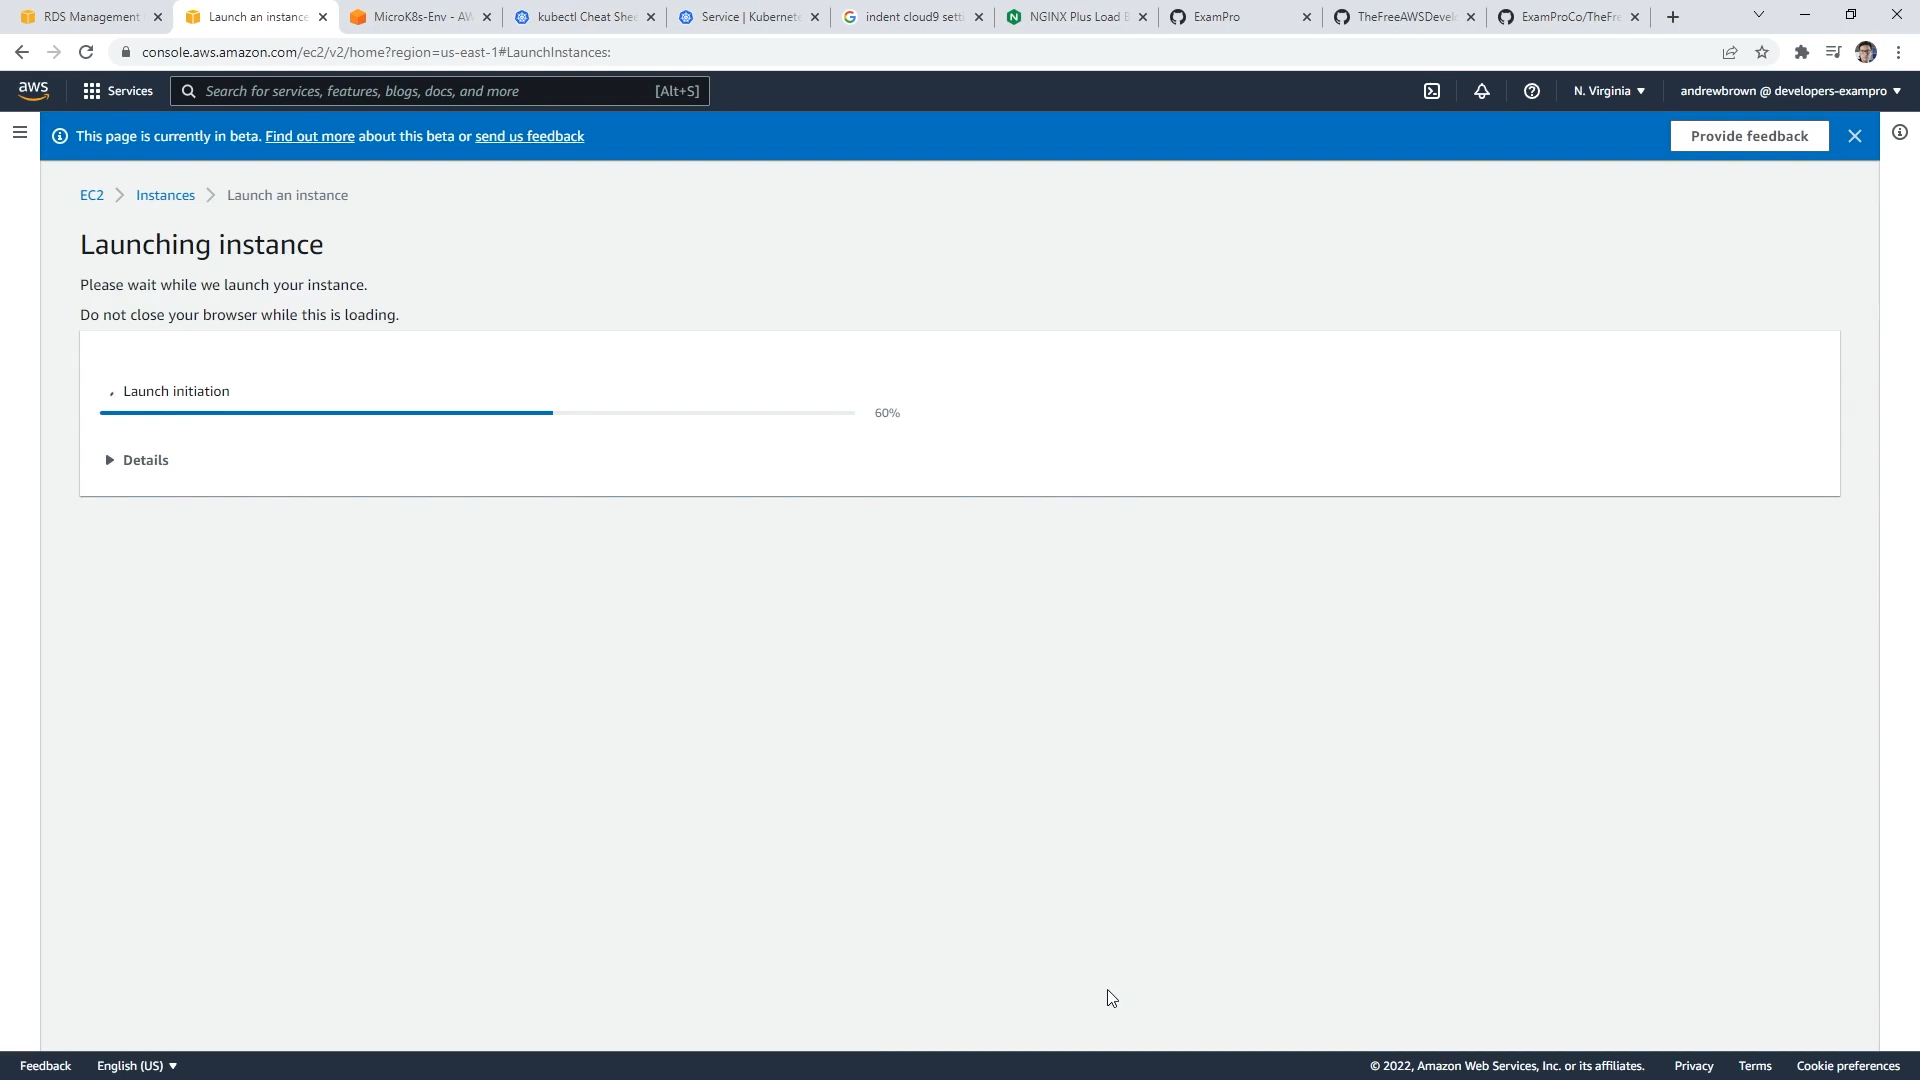 RDS Management
Launch an instance
MicroK8s-Env - AW
kubectl Cheat Shee
Service | Kubernete
indent cloud9 setti
NGINX Plus Load B
ExamPro
TheFreeAWSDevel
ExamProCo/TheFre
console.aws.amazon.com/ec2/v2/home?region=us-east-1#LaunchInstances:
aws
Services
Search for services, features, blogs, docs, and more
[Alt+S]
N. Virginia
andrewbrown @ developers-exampro
This page is currently in beta. Find out more about this beta or send us feedback
Provide feedback
EC2
Instances
Launch an instance
Launching instance
Please wait while we launch your instance.
Do not close your browser while this is loading.
Launch initiation
60%
Details
Feedback
English (US)
© 2022, Amazon Web Services, Inc. or its affiliates.
Privacy
Terms
Cookie preferences